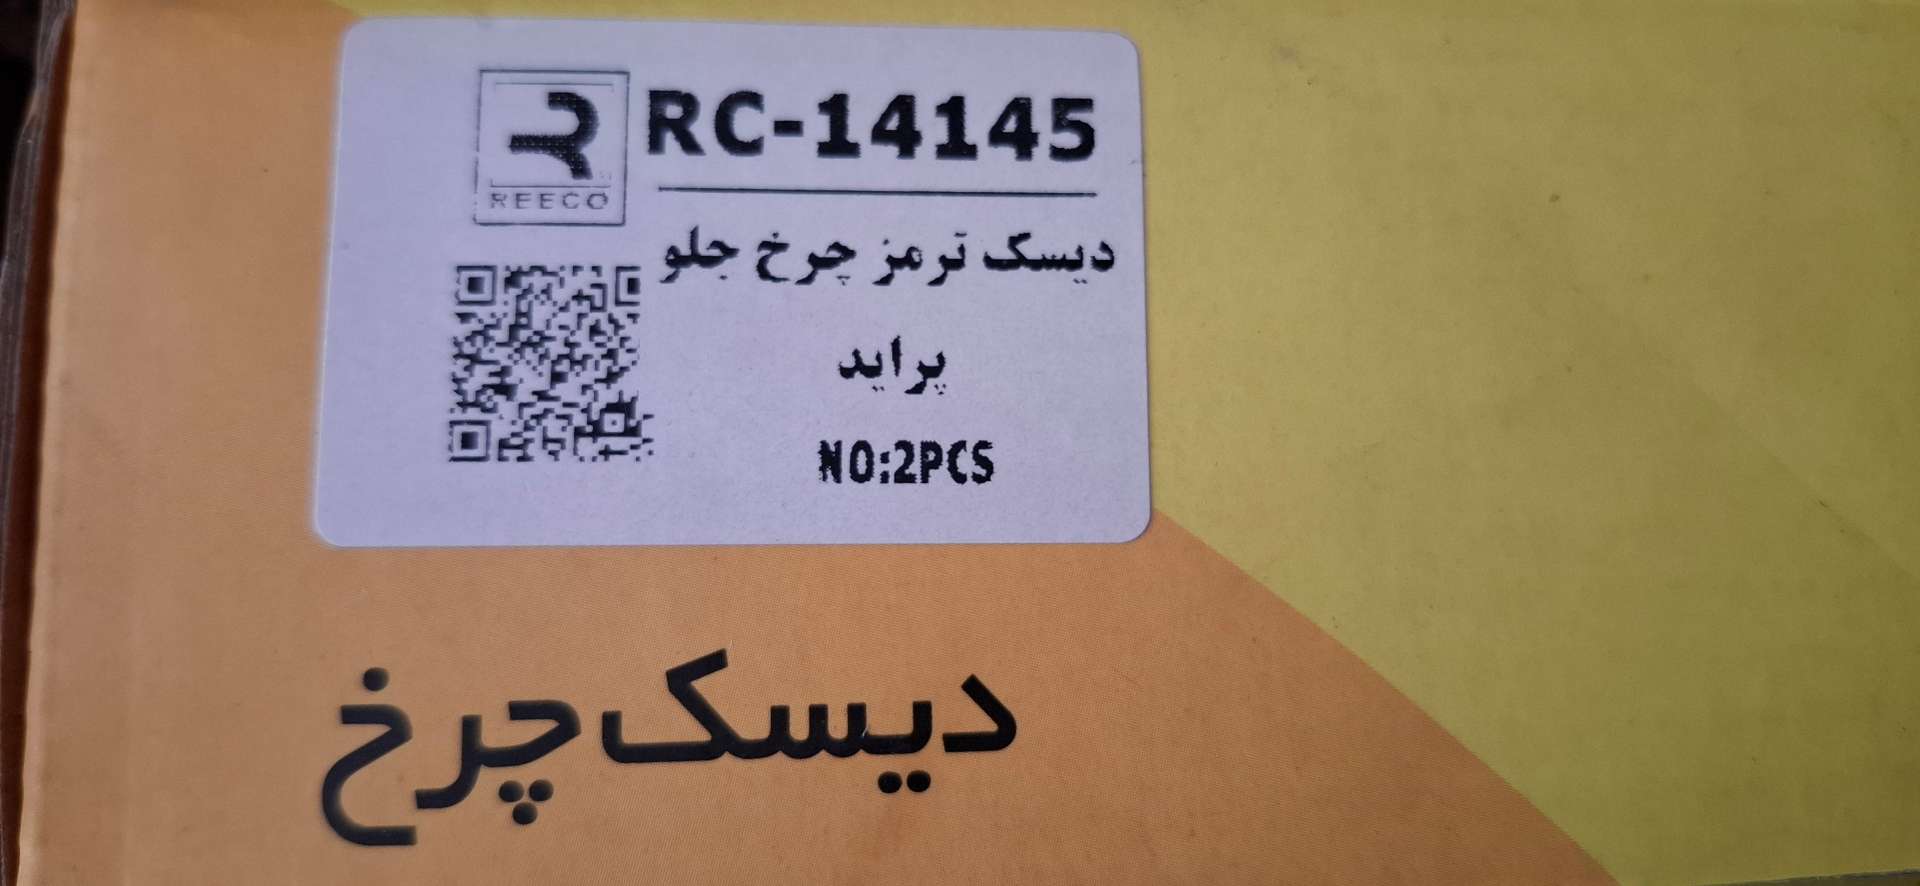 RC-14145
REECO
دیسک ترمز چرخ جلو
پراید
NO:2PCS
دیسک چرخ